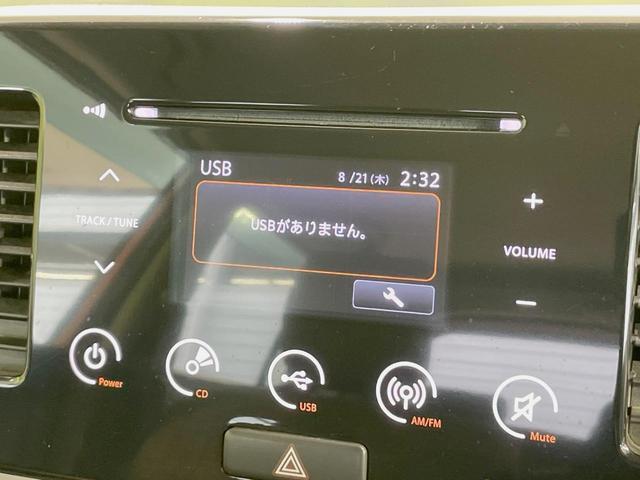 USB 8/21(木) 2:32
USBがありません。
TRACK/TUNE
+
VOLUME
−
Power
CD
USB
AM/FM
Mute